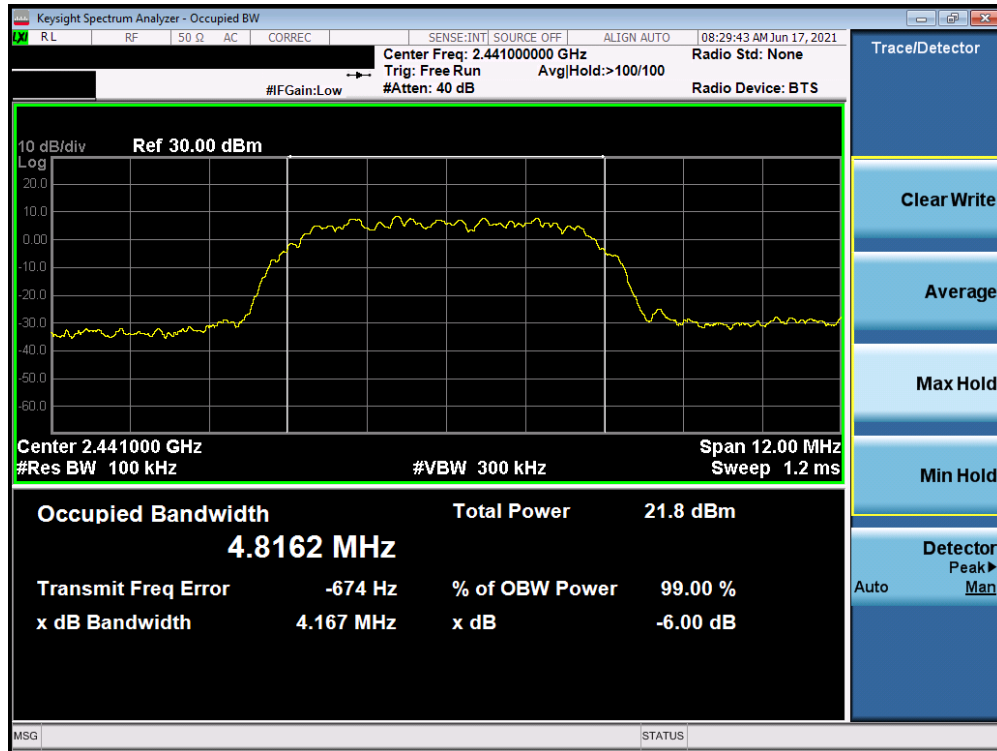 Keysight Spectrum Analyzer - Occupied BW
LXI RL RF 50 Ω AC CORREC SENSE:INT SOURCE OFF ALIGN AUTO 08:29:43 AM Jun 17, 2021
Center Freq: 2.441000000 GHz Radio Std: None
Trig: Free Run Avg|Hold:>100/100
#IFGain:Low #Atten: 40 dB Radio Device: BTS
Trace/Detector
10 dB/div Ref 30.00 dBm
Log
20.0
10.0
0.00
-10.0
-20.0
-30.0
-40.0
-50.0
-60.0
Center 2.441000 GHz Span 12.00 MHz
#Res BW 100 kHz #VBW 300 kHz Sweep 1.2 ms
Occupied Bandwidth Total Power 21.8 dBm
4.8162 MHz
Transmit Freq Error -674 Hz % of OBW Power 99.00 %
x dB Bandwidth 4.167 MHz x dB -6.00 dB
Clear Write
Average
Max Hold
Min Hold
Detector
Peak▶
Auto Man
MSG STATUS